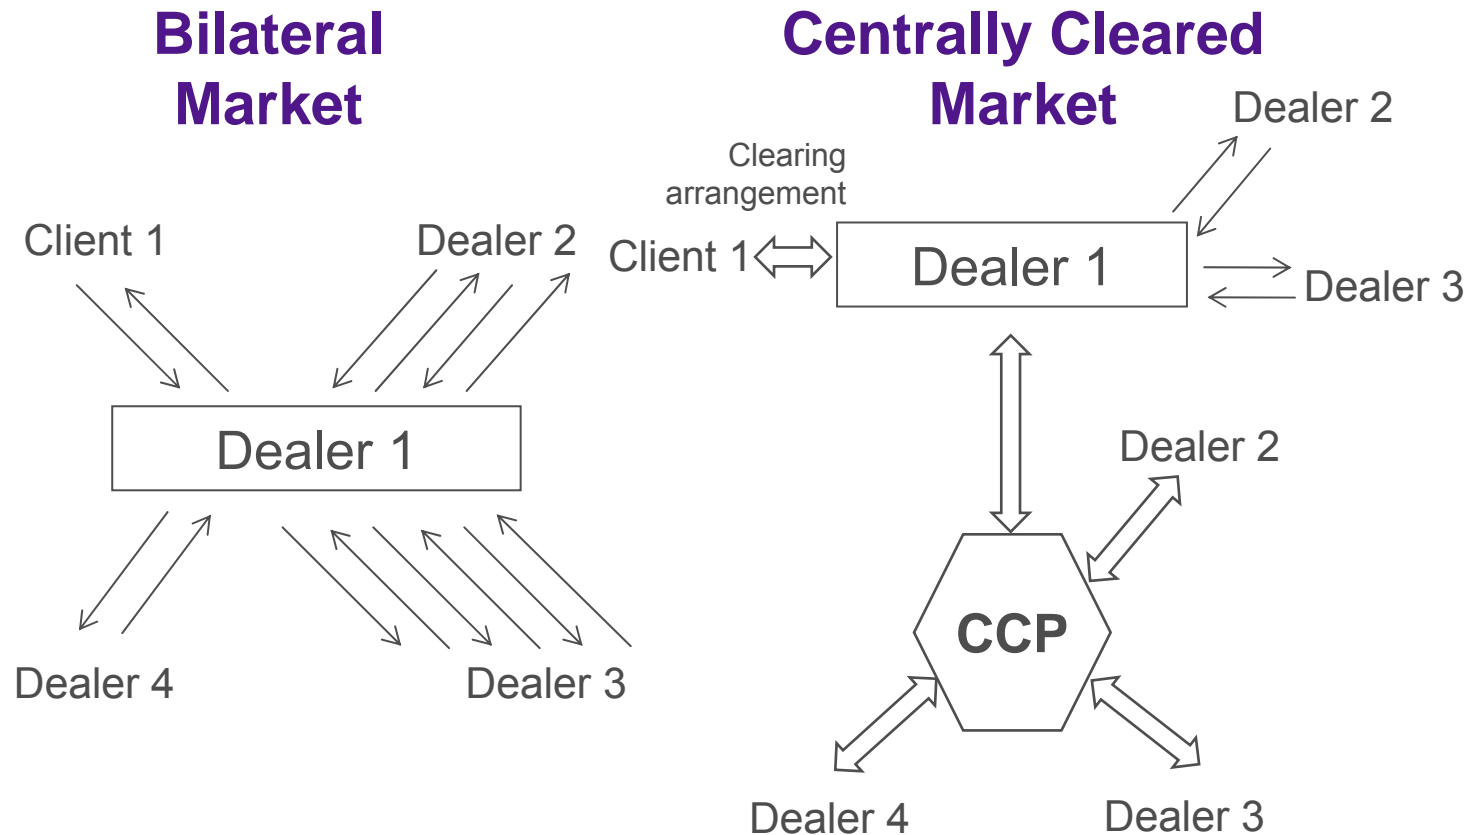 Bilateral
Market
Client 1
Dealer 2
Dealer 1
Dealer 4
Dealer 3
Centrally Cleared
Market
Dealer 2
Clearing
arrangement
Client 1
Dealer 1
Dealer 3
Dealer 2
CCP
Dealer 4
Dealer 3